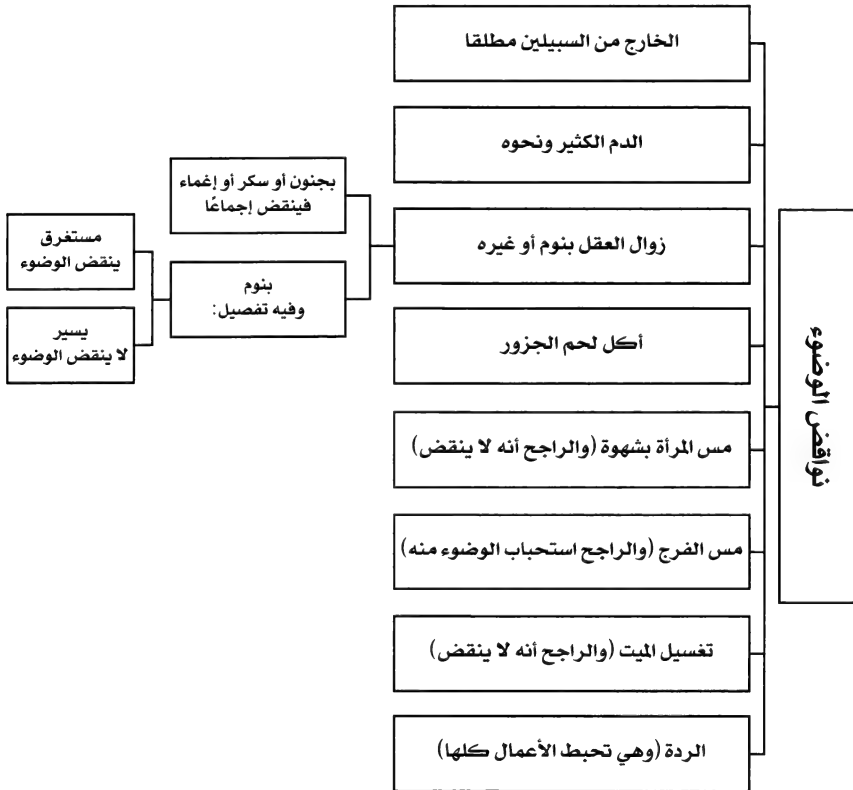 نواقض الوضوء
الخارج من السبيلين مطلقا
الدم الكثير ونحوه
زوال العقل بنوم أو غيره
بجنون أو سكر أو إغماء
فينقض إجماعًا
بنوم
وفيه تفصيل:
مستغرق
ينقض الوضوء
يسير
لا ينقض الوضوء
أكل لحم الجزور
مس المرأة بشهوة (والراجح أنه لا ينقض)
مس الفرج (والراجح استحباب الوضوء منه)
تغسيل الميت (والراجح أنه لا ينقض)
الردة (وهي تحبط الأعمال كلها)